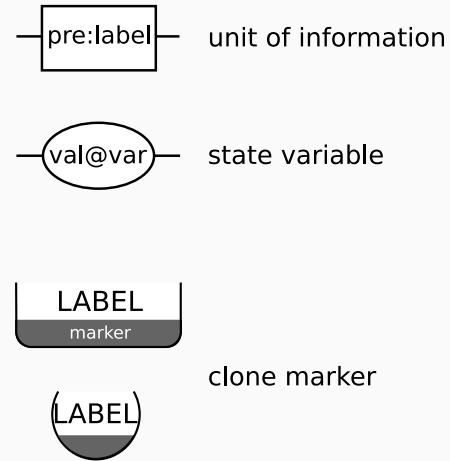 pre:label unit of information
val@var state variable
LABEL
marker
clone marker
LABEL